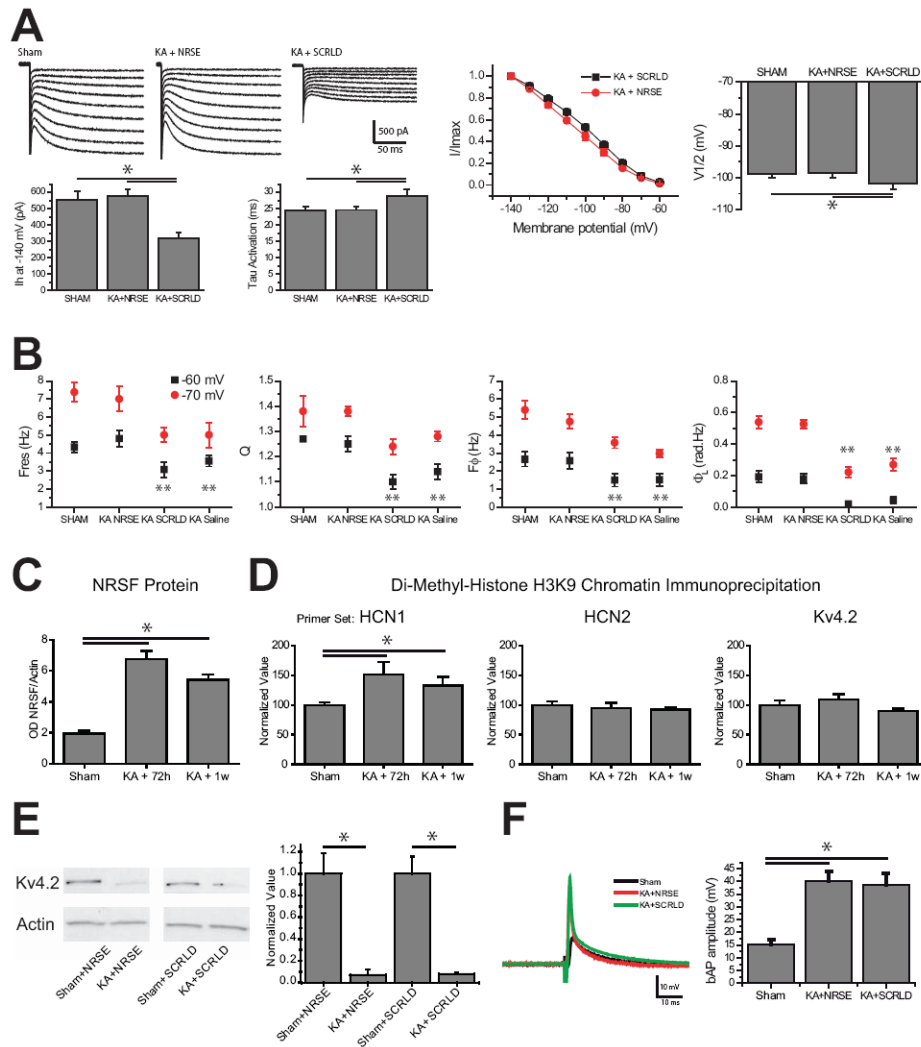 A
Sham
KA + NRSE
KA + SCRLD
500 pA
50 ms
*
Ih at -140 mV (pA)
600
500
400
300
200
100
0
SHAM KA+NRSE KA+SCRLD
*
Tau Activation (ms)
35
30
25
20
15
10
5
0
SHAM KA+NRSE KA+SCRLD
I/Imax
1.0
0.8
0.6
0.4
0.2
0.0
KA + SCRLD
KA + NRSE
-140 -120 -100 -80 -60
Membrane potential (mV)
SHAM KA+NRSE KA+SCRLD
V1/2 (mV)
-70
-80
-90
-100
-110
*
B
Fres (Hz)
8
7
6
5
4
3
2
1
-60 mV
-70 mV
** **
SHAM KA NRSE KA SCRLD KA Saline
Q
1.5
1.4
1.3
1.2
1.1
1.0
** **
SHAM KA NRSE KA SCRLD KA Saline
Fϕ (Hz)
7
6
5
4
3
2
1
0
** **
SHAM KA NRSE KA SCRLD KA Saline
ΦL (rad.Hz)
0.8
0.6
0.4
0.2
0.0
** **
SHAM KA NRSE KA SCRLD KA Saline
C
NRSF Protein
OD NRSF/Actin
8
6
4
2
0
*
Sham KA + 72h KA + 1w
D
Di-Methyl-Histone H3K9 Chromatin Immunoprecipitation
Primer Set: HCN1
Normalized Value
200
150
100
50
0
*
Sham KA + 72h KA + 1w
HCN2
Normalized Value
200
150
100
50
0
Sham KA + 72h KA + 1w
Kv4.2
Normalized Value
200
150
100
50
0
Sham KA + 72h KA + 1w
E
Kv4.2
Actin
Sham+NRSE
KA+NRSE
Sham+SCRLD
KA+SCRLD
Normalized Value
1.2
1.0
0.8
0.6
0.4
0.2
0.0
* *
Sham+NRSE
KA+NRSE
Sham+SCRLD
KA+SCRLD
F
Sham
KA+NRSE
KA+SCRLD
10 mV
10 ms
bAP amplitude (mV)
45
40
35
30
25
20
15
10
5
0
*
Sham KA+NRSE KA+SCRLD